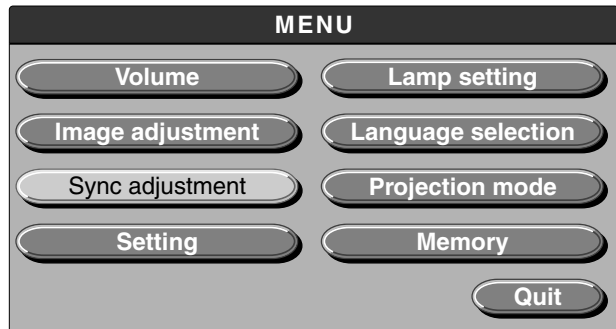 MENU
Volume
Lamp setting
Image adjustment
Language selection
Sync adjustment
Projection mode
Setting
Memory
Quit